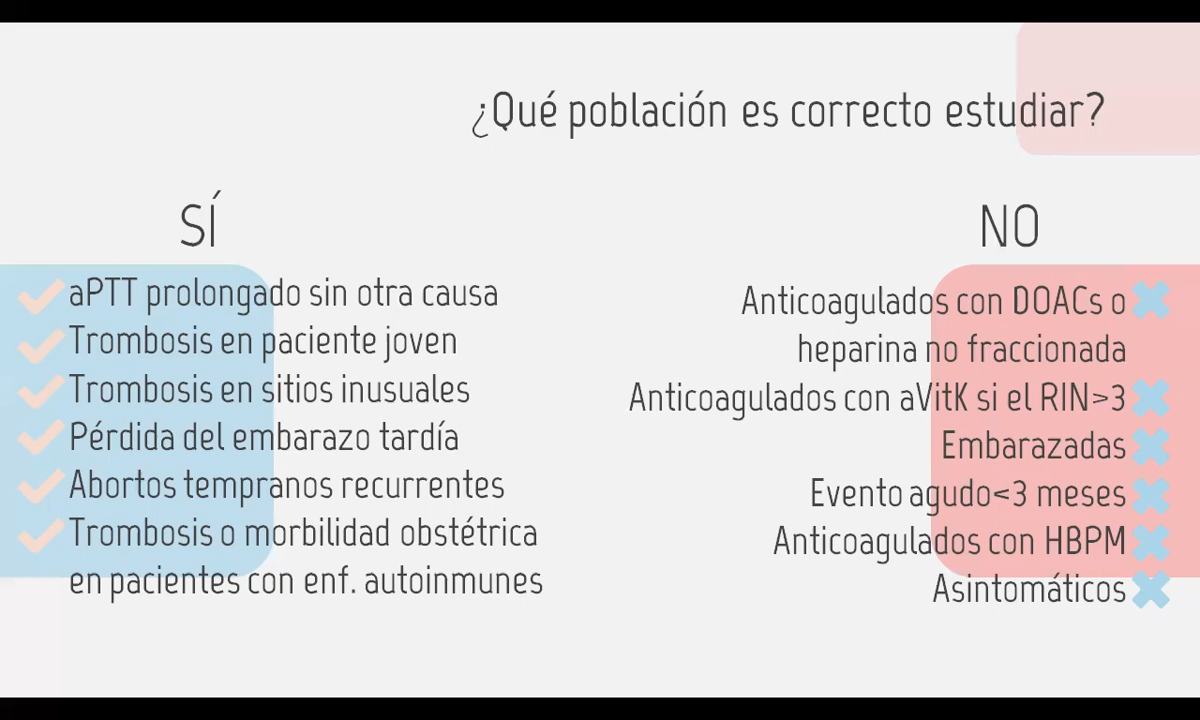 ¿Qué población es correcto estudiar?
SÍ
aPTT prolongado sin otra causa
Trombosis en paciente joven
Trombosis en sitios inusuales
Pérdida del embarazo tardía
Abortos tempranos recurrentes
Trombosis o morbilidad obstétrica
en pacientes con enf. autoinmunes
NO
Anticoagulados con DOACs o
heparina no fraccionada
Anticoagulados con aVitK si el RIN>3
Embarazadas
Evento agudo<3 meses
Anticoagulados con HBPM
Asintomáticos